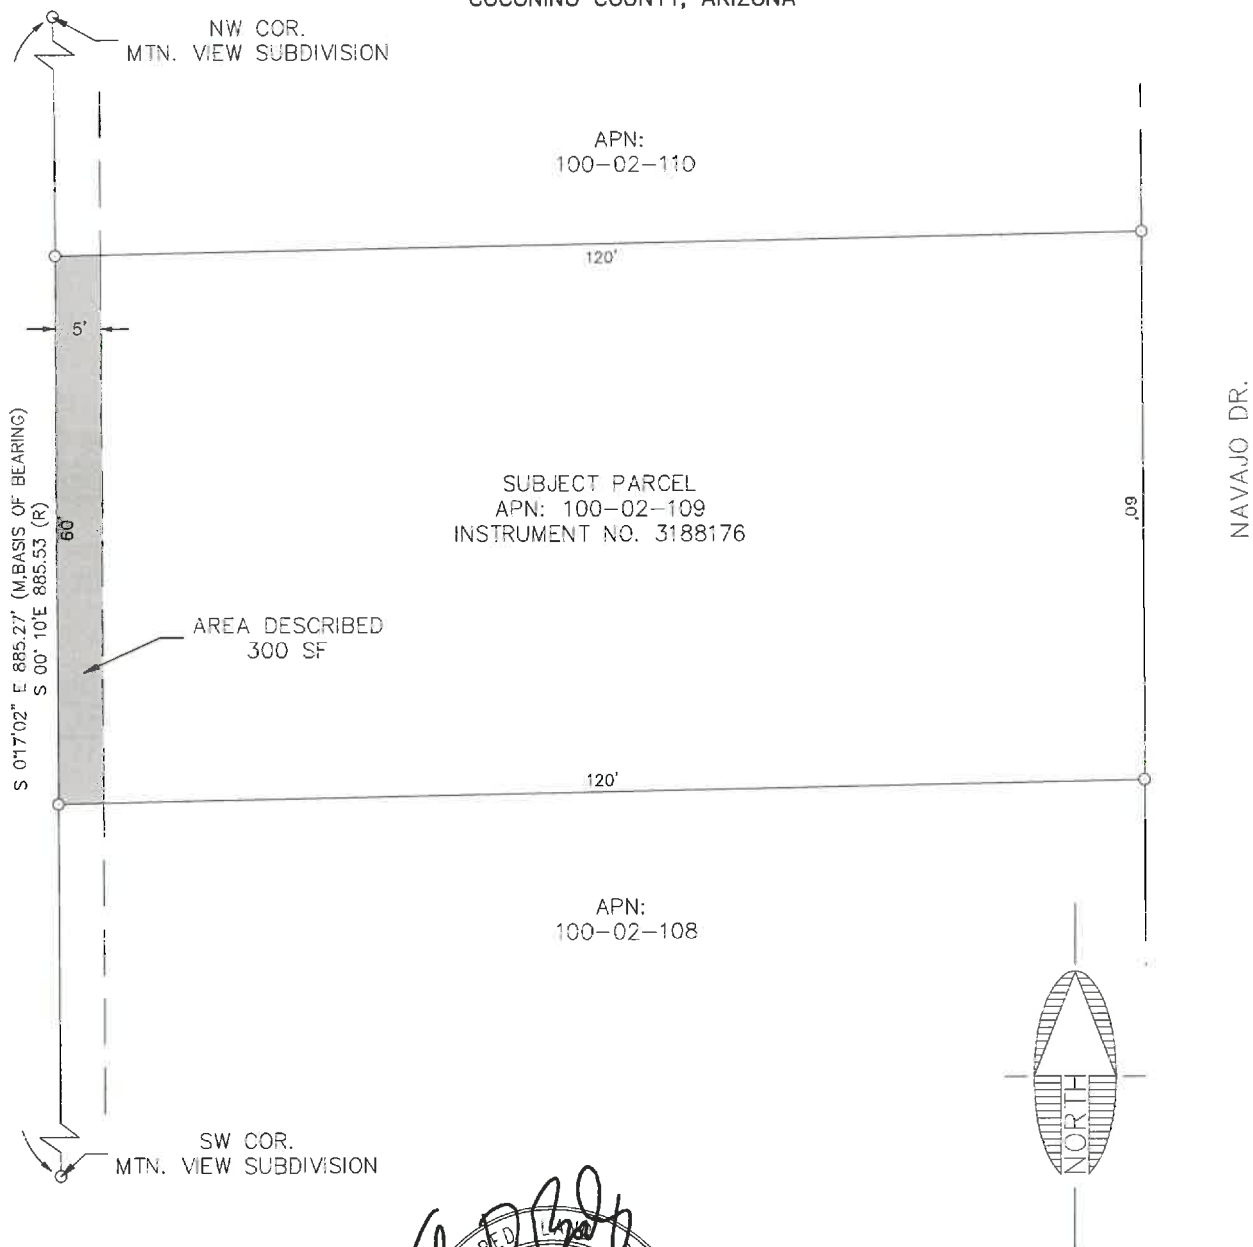 COCONINO COUNTY, ARIZONA
NW COR.
MTN. VIEW SUBDIVISION
APN:
100-02-110
120'
5'
S 0°17'02" E 885.27' (M,BASIS OF BEARING)
S 00° 10'E 885.53 (R)
60'
SUBJECT PARCEL
APN: 100-02-109
INSTRUMENT NO. 3188176
60'
NAVAJO DR.
AREA DESCRIBED
300 SF
120'
APN:
100-02-108
NORTH
SW COR.
MTN. VIEW SUBDIVISION
LAND